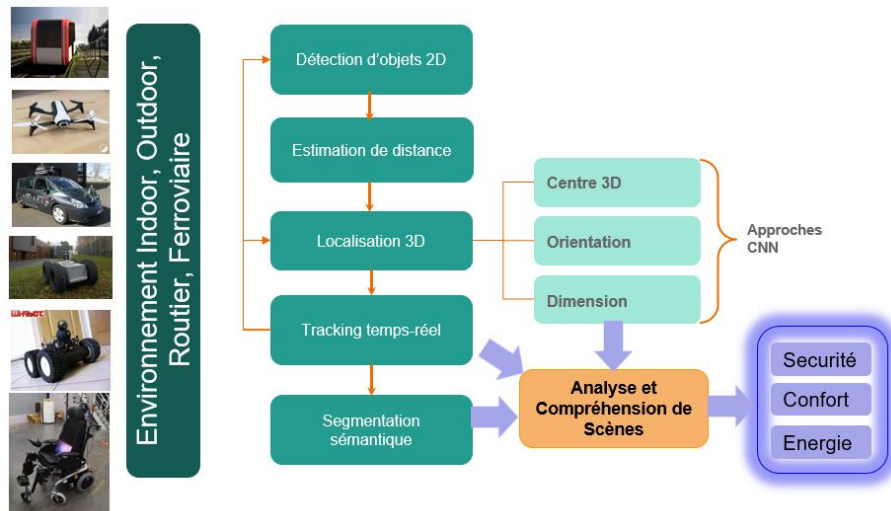 Environnement Indoor, Outdoor,
Routier, Ferroviaire
Détection d'objets 2D
Estimation de distance
Localisation 3D
Tracking temps-réel
Segmentation
sémantique
Centre 3D
Orientation
Dimension
Approches
CNN
Analyse et
Compréhension de
Scènes
Securité
Confort
Energie